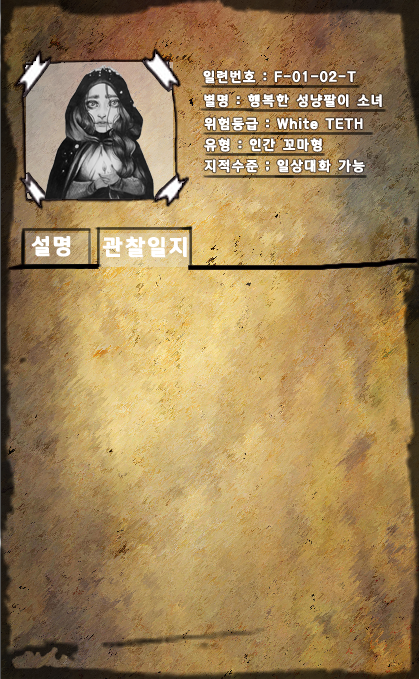 일련번호 : F-01-02-T
별명 : 행복한 성냥팔이 소녀
위험등급 : White TETH
유형 : 인간 꼬마형
지적수준 : 일상대화 가능
설명
관찰일지